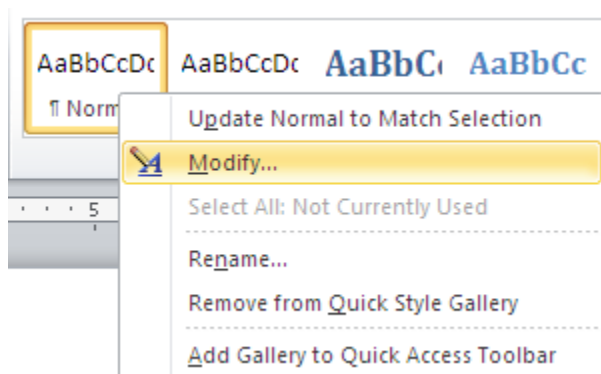 AaBbCcDc AaBbCcDc AaBbC AaBbCc
¶ Norm
Update Normal to Match Selection
Modify...
5
Select All: Not Currently Used
Rename...
Remove from Quick Style Gallery
Add Gallery to Quick Access Toolbar